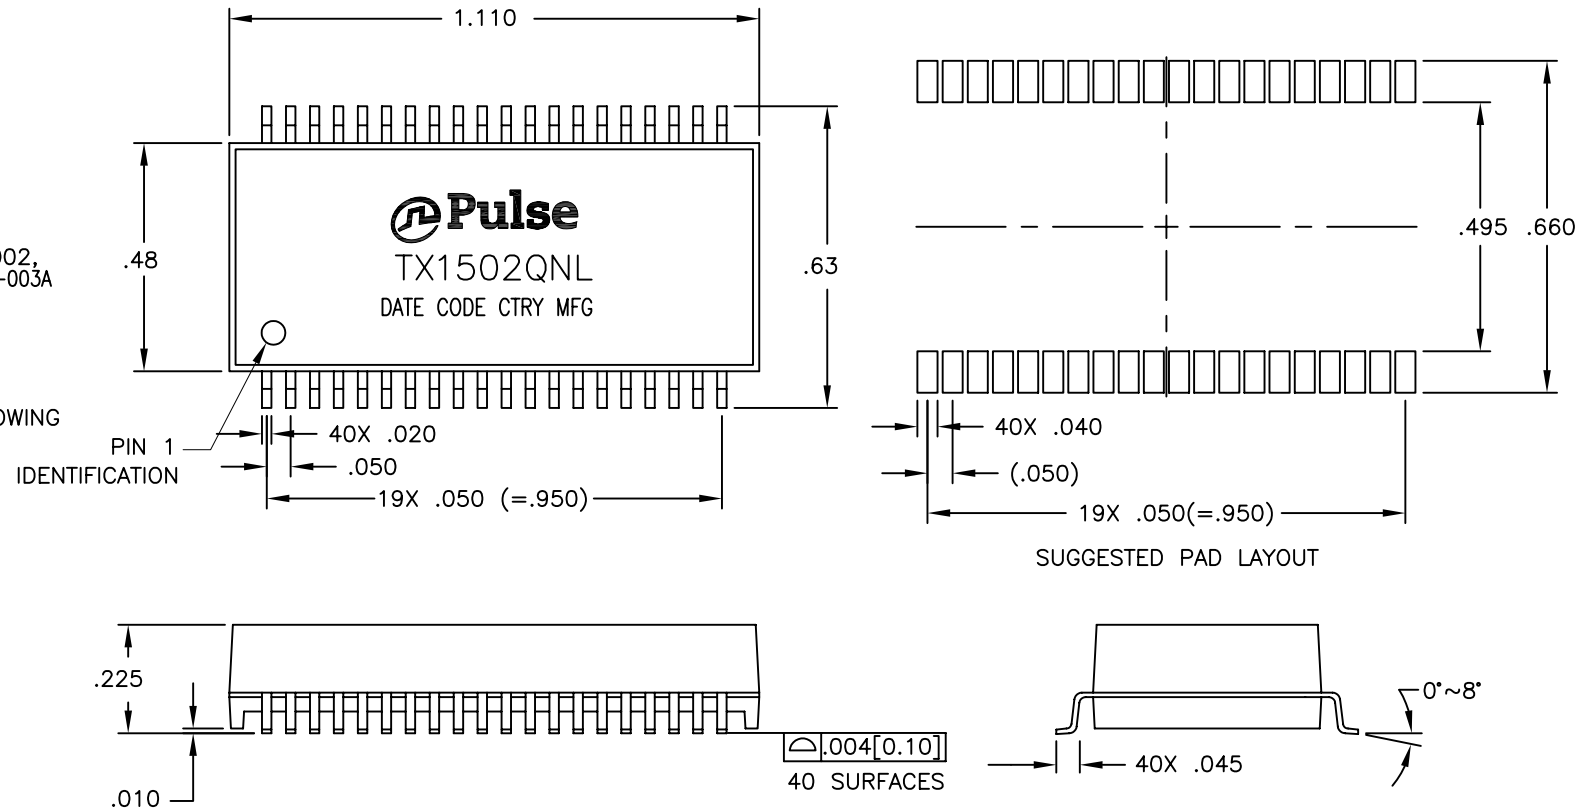 1.110
.48
.63
Pulse
TX1502QNL
DATE CODE CTRY MFG
-003A
PIN 1
IDENTIFICATION
40X .020
.050
19X .050 (=.950)
.495
.660
40X .040
(.050)
19X .050(=.950)
SUGGESTED PAD LAYOUT
.225
.010
.004[0.10]
40 SURFACES
0°~8°
40X .045